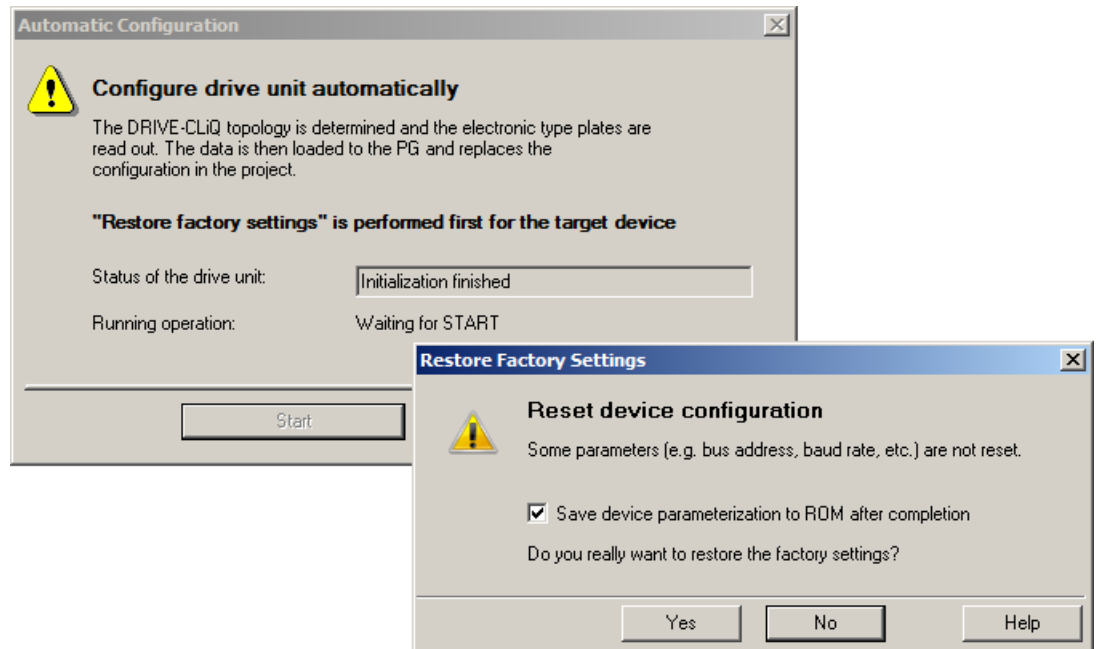 Automatic Configuration
Configure drive unit automatically
The DRIVE-CLiQ topology is determined and the electronic type plates are
read out. The data is then loaded to the PG and replaces the
configuration in the project.
"Restore factory settings" is performed first for the target device
Status of the drive unit: Initialization finished
Running operation: Waiting for START
Start
Restore Factory Settings
Reset device configuration
Some parameters (e.g. bus address, baud rate, etc.) are not reset.
Save device parameterization to ROM after completion
Do you really want to restore the factory settings?
Yes No Help